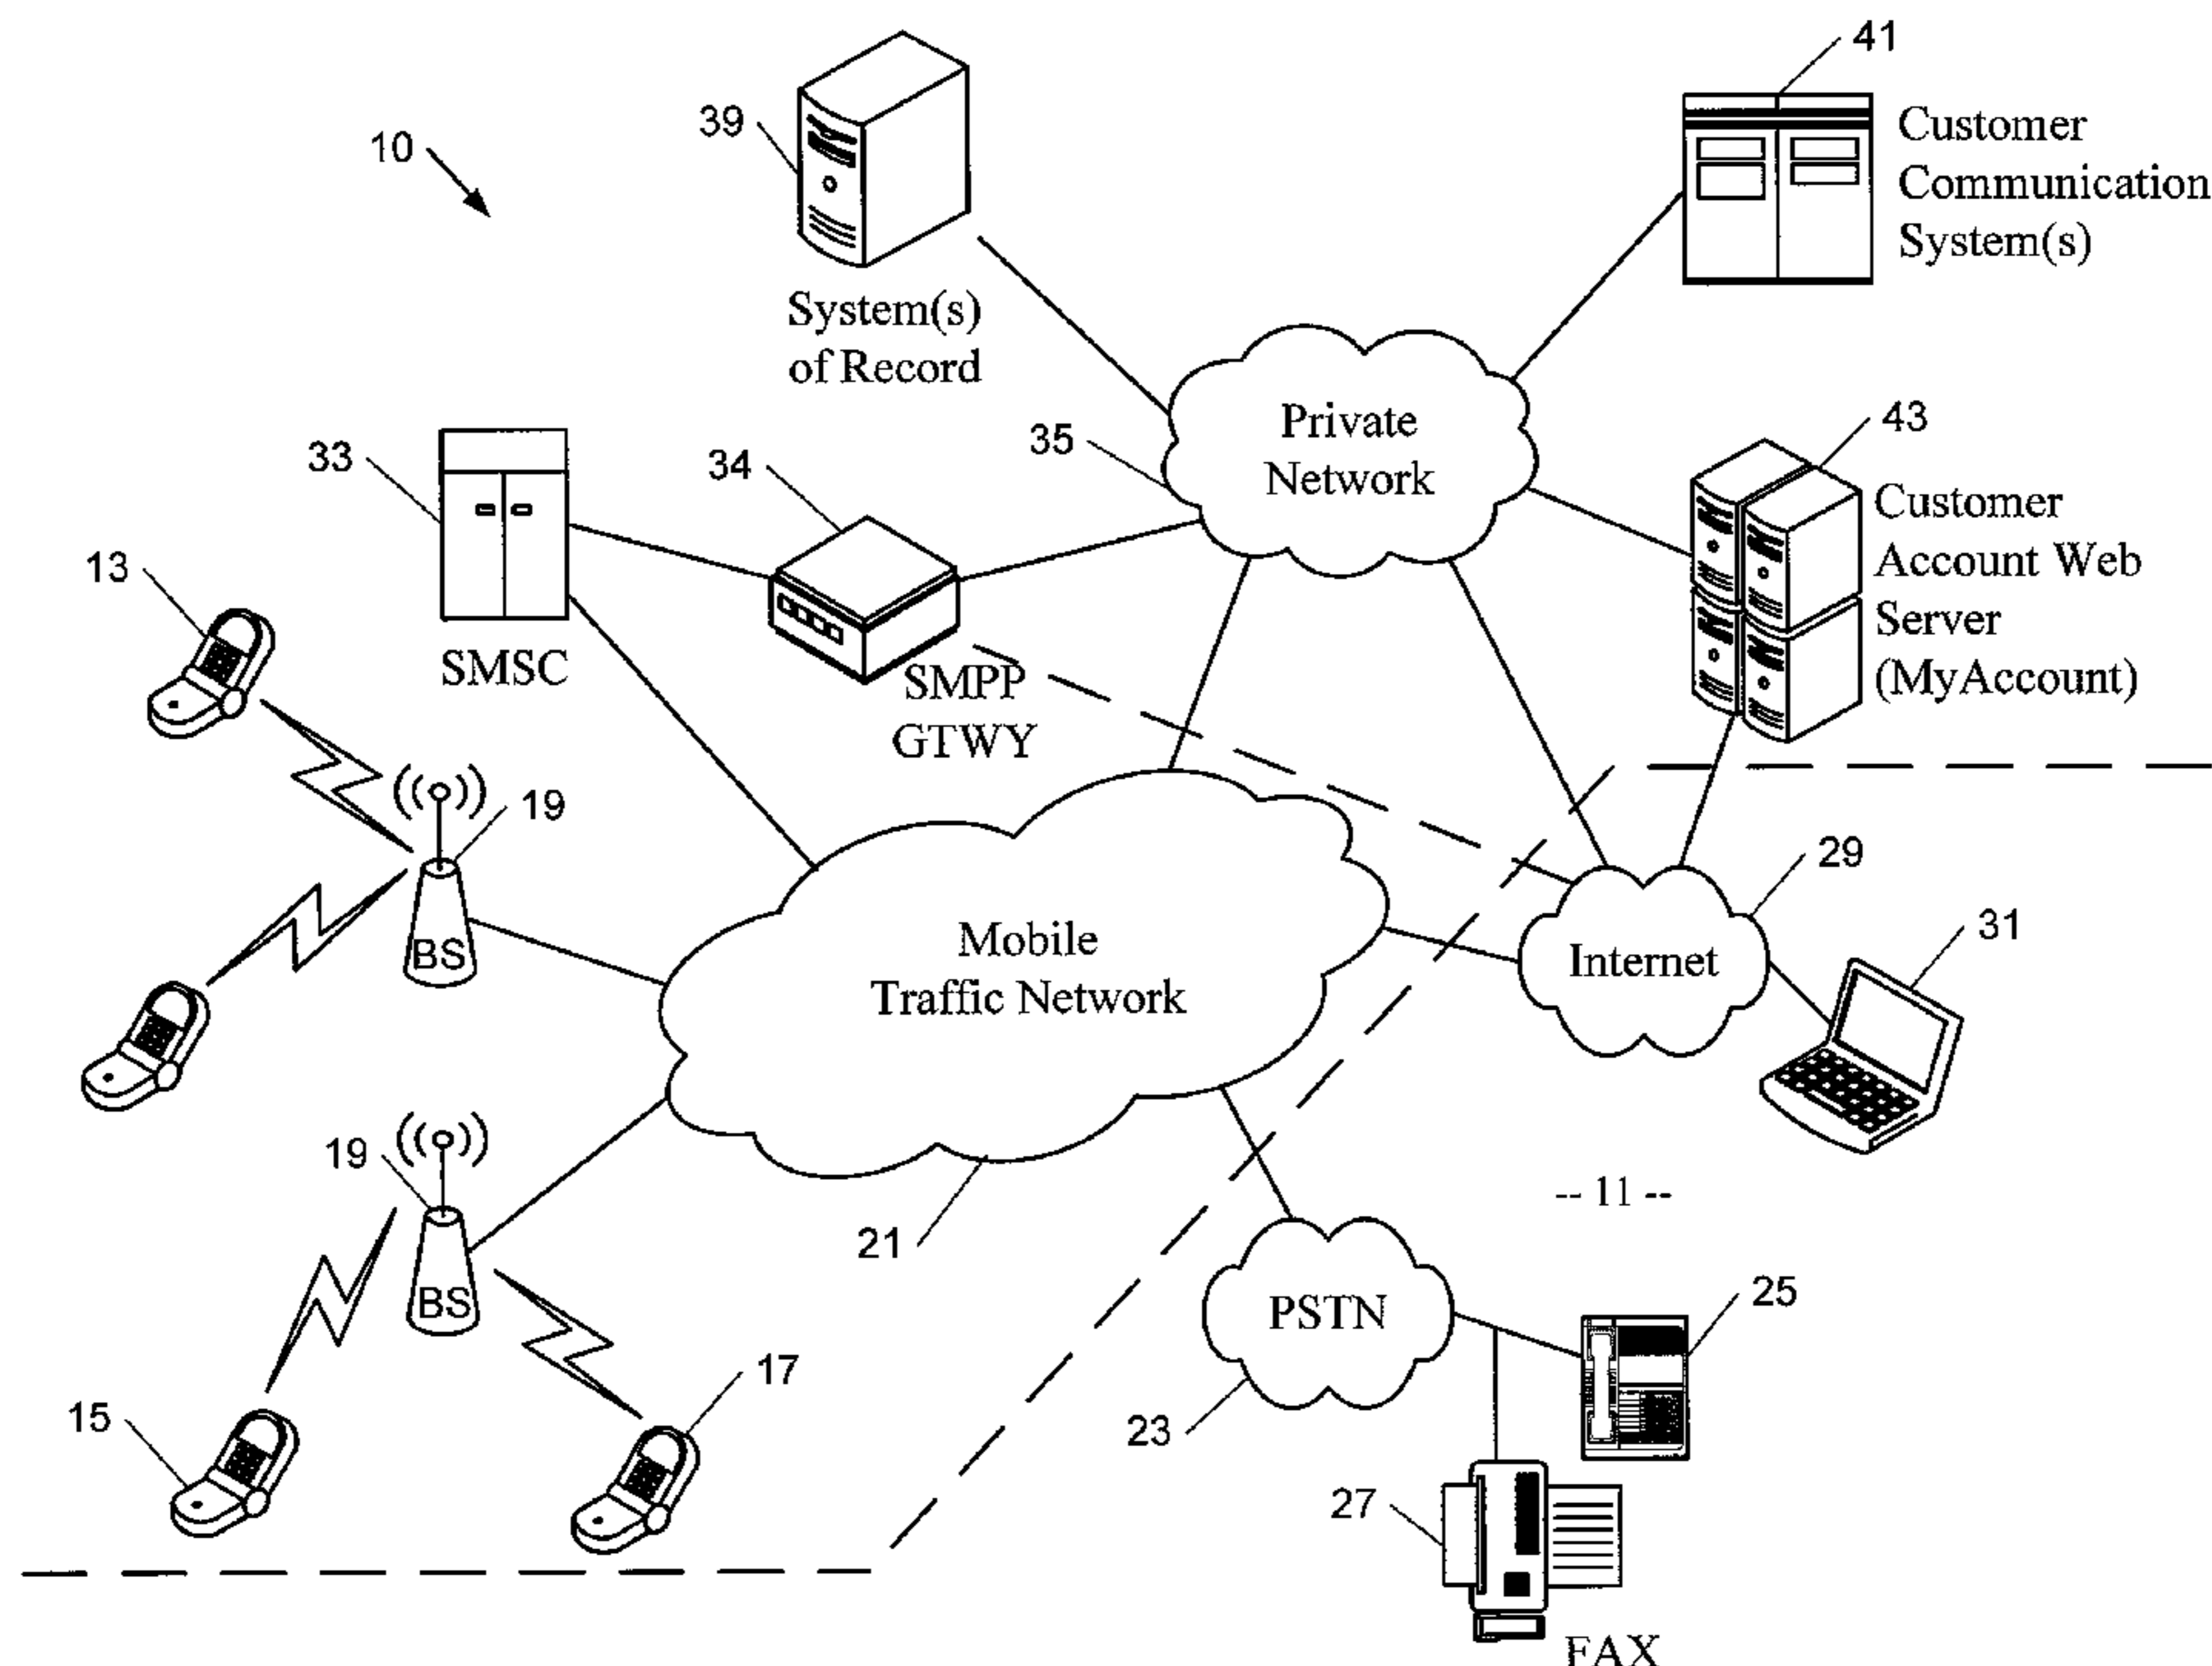 41
Customer
Communication
System(s)
39
10
System(s)
of Record
Private
Network
35
43
Customer
Account Web
Server
(MyAccount)
33
34
SMSC
SMPP
GTWY
13
19
BS
Mobile
Traffic Network
29
Internet
31
19
BS
21
-- 11 --
PSTN
25
23
15
17
27
FAX